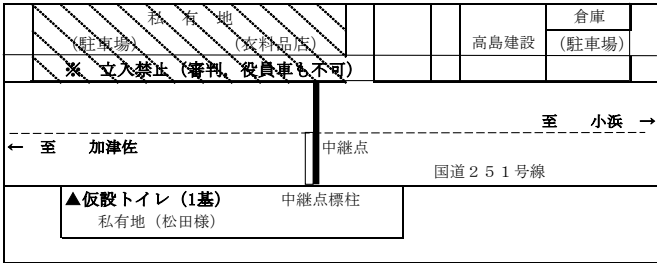 私 有 地
倉庫
(駐車場) (衣料品店)
高島建設
(駐車場)
※ 立入禁止(審判，役員車も不可)
至 小浜 →
← 至 加津佐
中継点
国道251号線
▲仮設トイレ(1基) 中継点標柱
私有地(松田様)